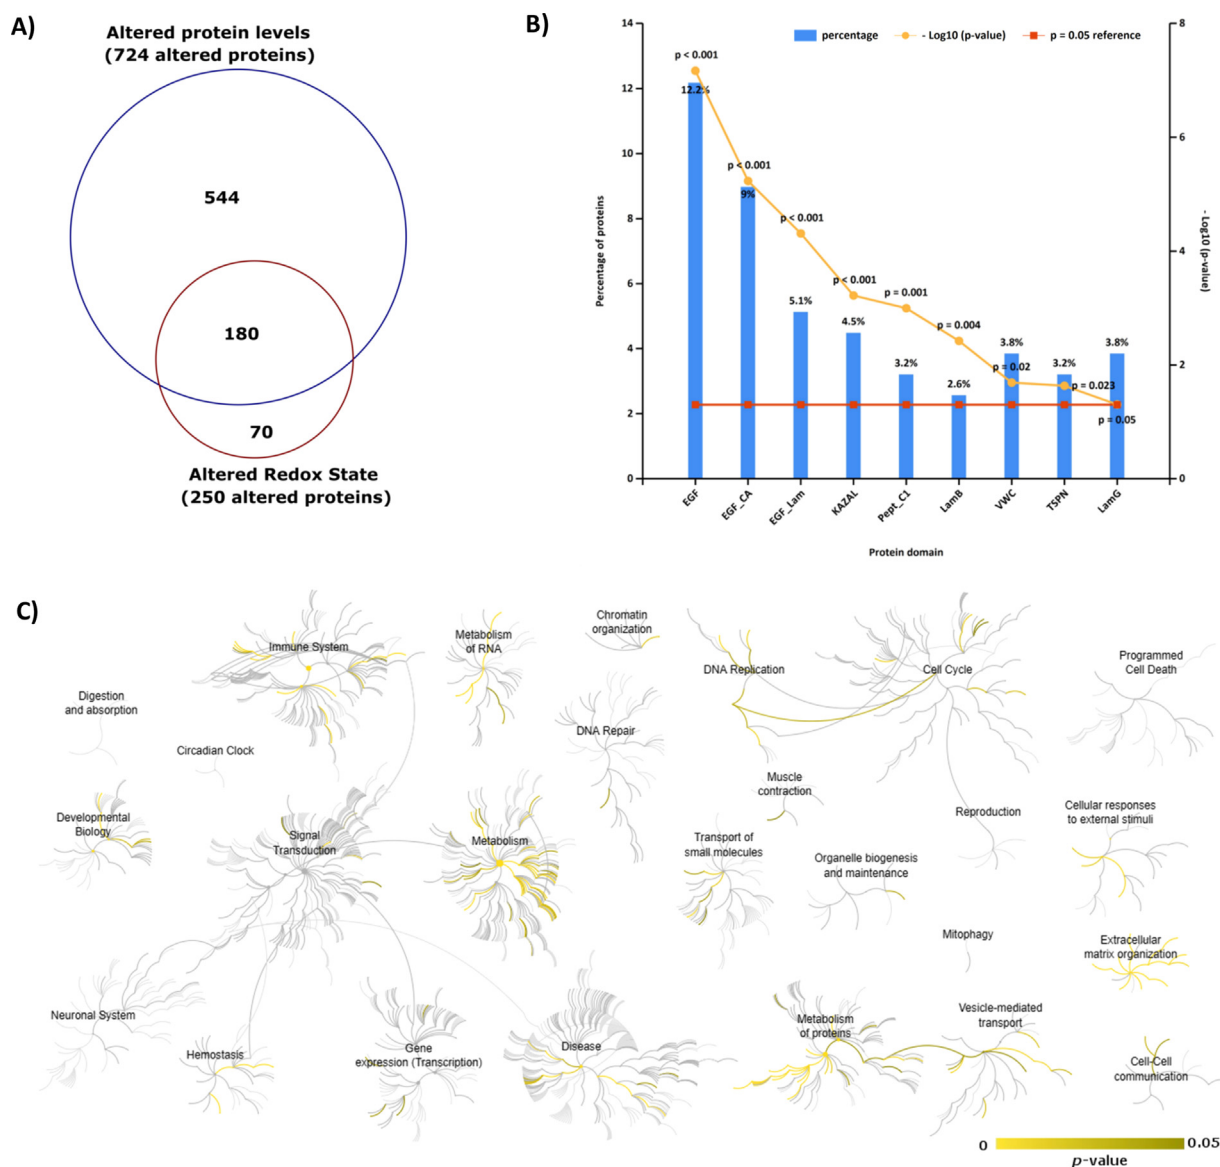 A)
Altered protein levels
(724 altered proteins)
544
180
70
Altered Redox State
(250 altered proteins)
B)
percentage
- Log10 (p-value)
p = 0.05 reference
14
12
10
8
6
4
2
0
Percentage of proteins
8
6
4
2
0
- Log10 (p-value)
p < 0.001
12.2%
p < 0.001
9%
p < 0.001
5.1%
p < 0.001
4.5%
p = 0.001
3.2%
p = 0.004
2.6%
3.8%
p = 0.02
3.2%
p = 0.023
3.8%
p = 0.05
EGF
EGF_CA
EGF_Lam
KAZAL
Pept_C1
LamB
VWC
TSPN
LamG
Protein domain
C)
Immune System
Metabolism
of RNA
Chromatin
organization
DNA Replication
Cell Cycle
Programmed
Cell Death
Digestion
and absorption
Circadian Clock
DNA Repair
Muscle
contraction
Developmental
Biology
Signal
Transduction
Metabolism
Transport of
small molecules
Organelle biogenesis
and maintenance
Reproduction
Cellular responses
to external stimuli
Mitophagy
Extracellular
matrix organization
Neuronal System
Hemostasis
Gene
expression (Transcription)
Disease
Metabolism
of proteins
Vesicle-mediated
transport
Cell-Cell
communication
0
0.05
p-value